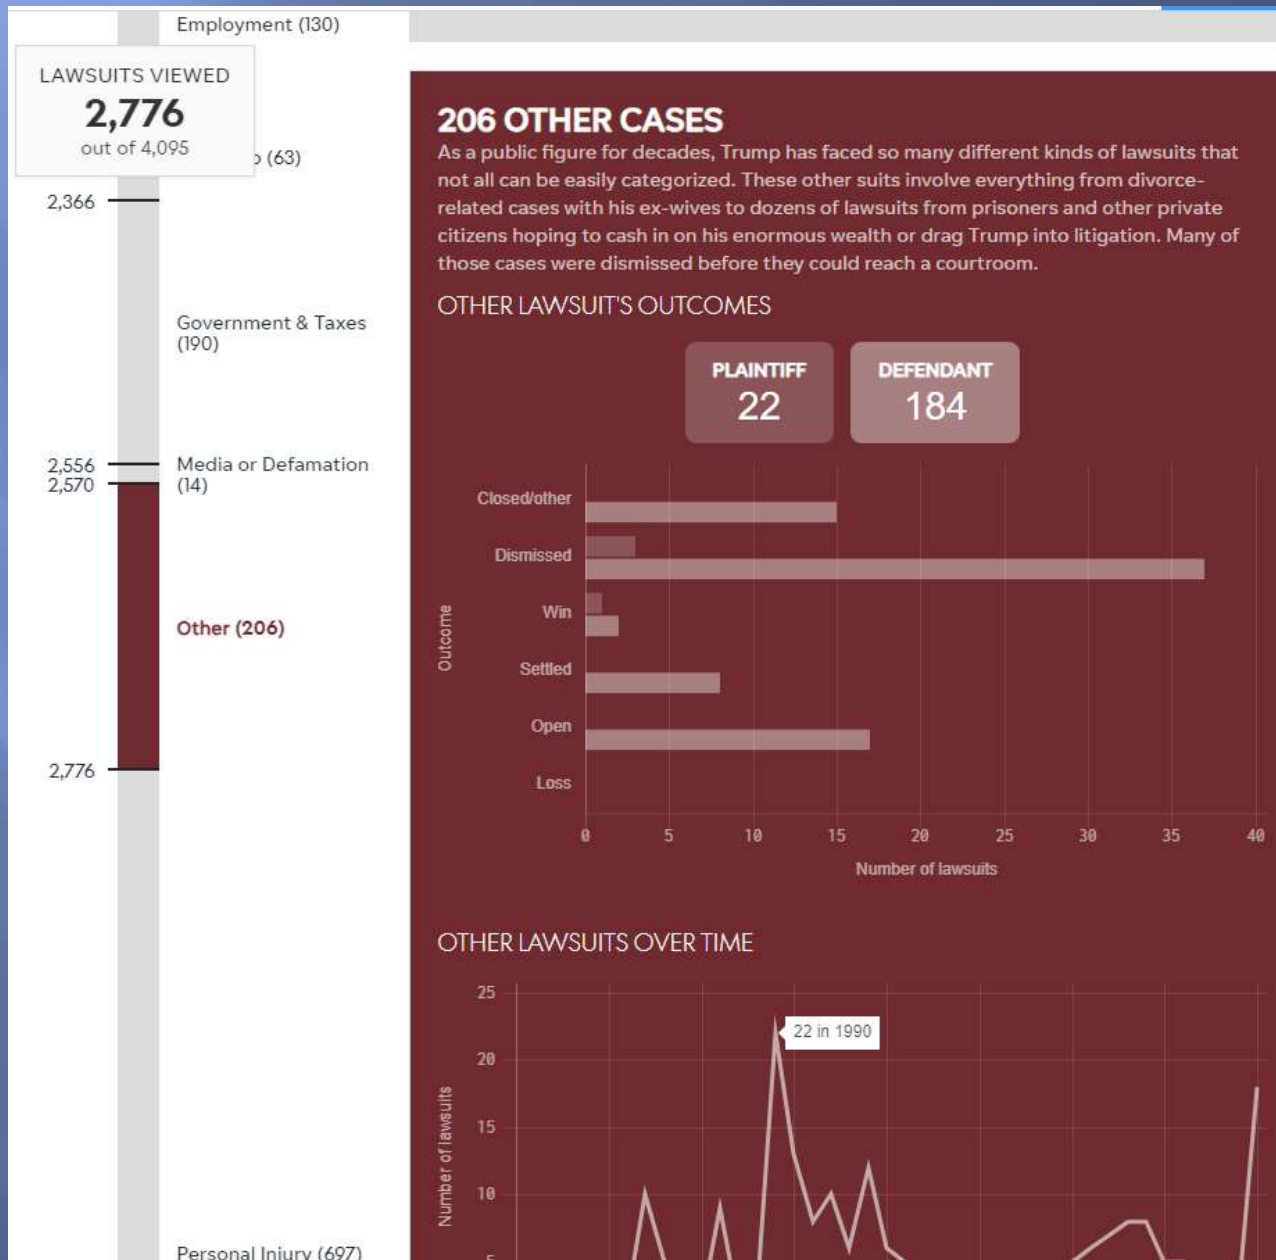 Employment (130)
LAWSUITS VIEWED
2,776
out of 4,095
(63)
2,366
Government & Taxes
(190)
2,556
Media or Defamation
2,570
(14)
Other (206)
2,776
Personal Injury (697)
206 OTHER CASES
As a public figure for decades, Trump has faced so many different kinds of lawsuits that
not all can be easily categorized. These other suits involve everything from divorce-
related cases with his ex-wives to dozens of lawsuits from prisoners and other private
citizens hoping to cash in on his enormous wealth or drag Trump into litigation. Many of
those cases were dismissed before they could reach a courtroom.
OTHER LAWSUIT'S OUTCOMES
PLAINTIFF
22
DEFENDANT
184
Outcome
Closed/other
Dismissed
Win
Settled
Open
Loss
0 5 10 15 20 25 30 35 40
Number of lawsuits
OTHER LAWSUITS OVER TIME
Number of lawsuits
25
22 in 1990
20
15
10
5